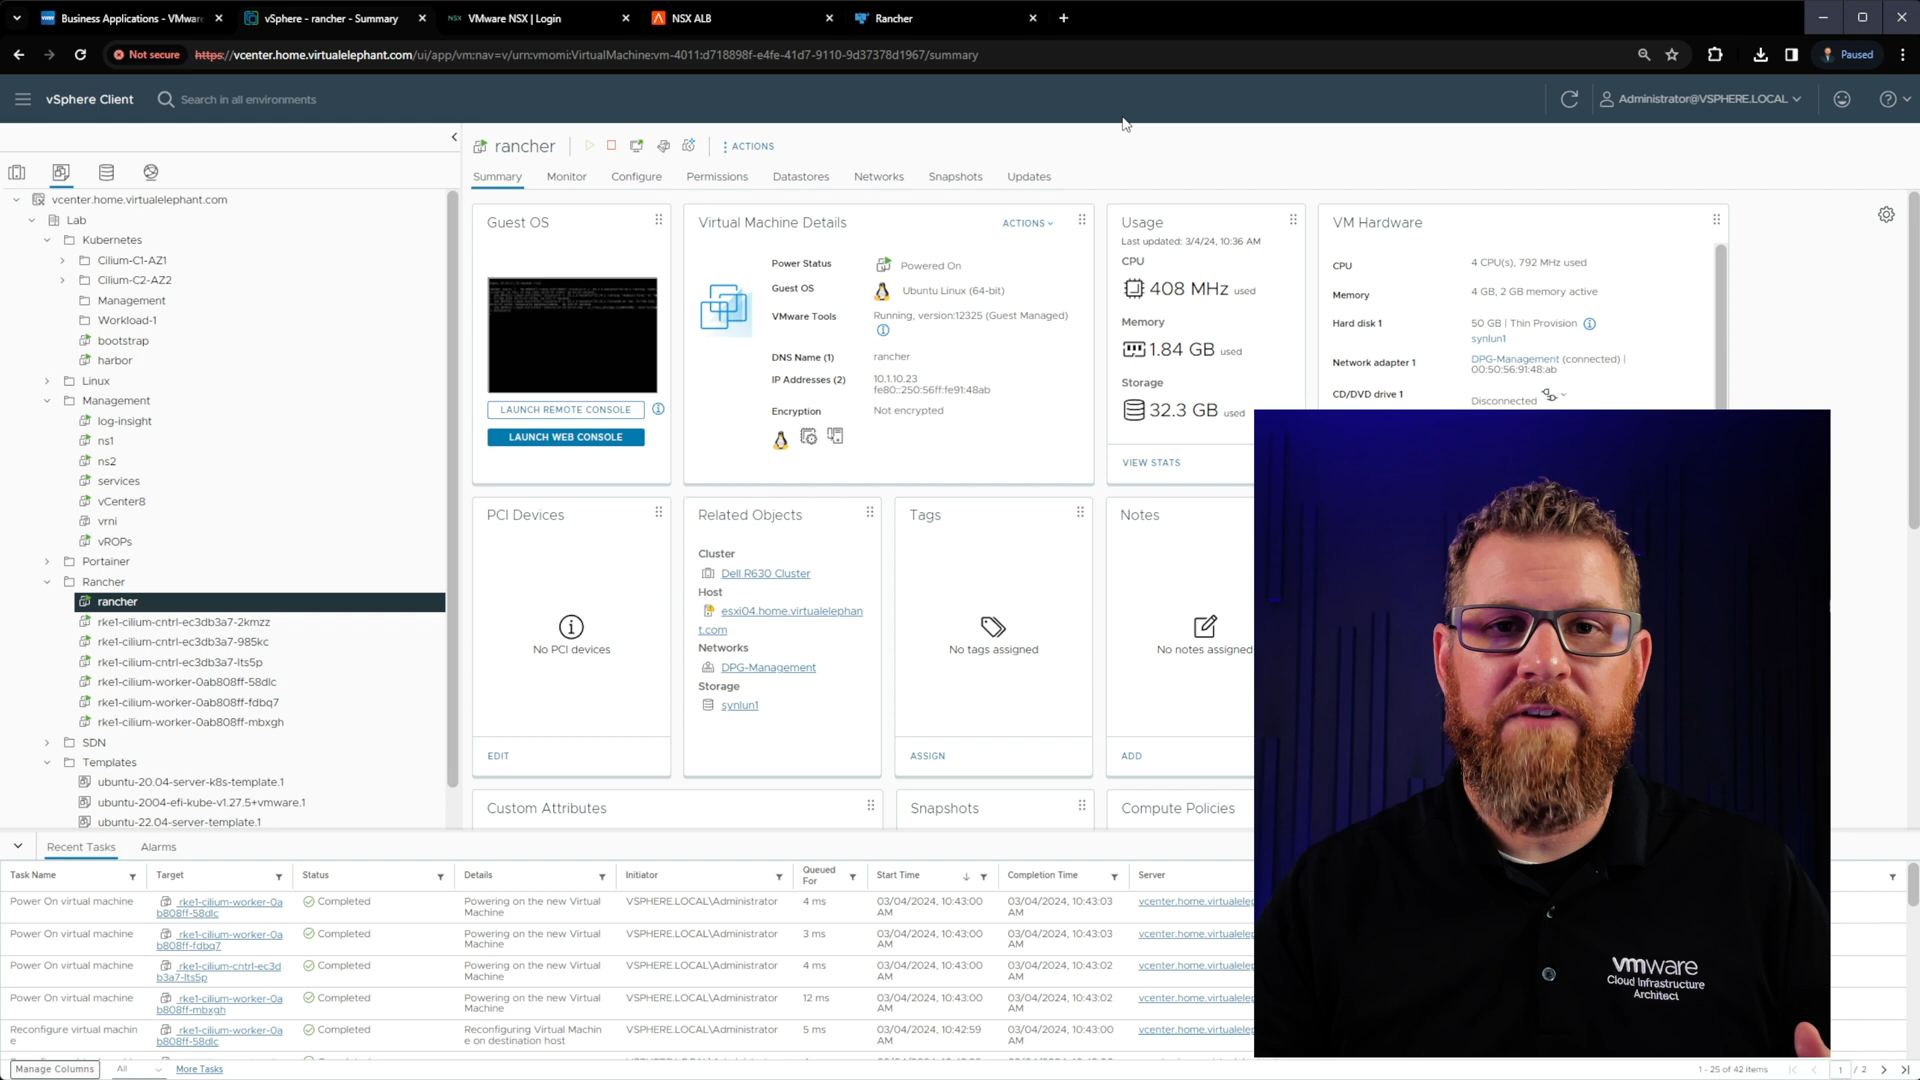 Business Applications - VMware
vSphere - rancher - Summary
NSX
VMware NSX | Login
NSX ALB
Rancher
Not secure
https://vcenter.home.virtualelephant.com/ui/app/vm;nav=v/urn:vmomi:VirtualMachine:vm-4011:d718898f-e4fe-41d7-9110-9d37378d1967/summary
Paused
vSphere Client
Search in all environments
Administrator@VSPHERE.LOCAL
vcenter.home.virtualelephant.com
Lab
Kubernetes
Cilium-C1-AZ1
Cilium-C2-AZ2
Management
Workload-1
bootstrap
harbor
Linux
Management
log-insight
ns1
ns2
services
vCenter8
vrni
vROPs
Portainer
Rancher
rancher
rke1-cilium-cntrl-ec3db3a7-2kmzz
rke1-cilium-cntrl-ec3db3a7-985kc
rke1-cilium-cntrl-ec3db3a7-lts5p
rke1-cilium-worker-0ab808ff-58dlc
rke1-cilium-worker-0ab808ff-fdbq7
rke1-cilium-worker-0ab808ff-mbxgh
SDN
Templates
ubuntu-20.04-server-k8s-template.1
ubuntu-2004-efi-kube-v1.27.5+vmware.1
ubuntu-22.04-server-template.1
rancher
ACTIONS
Summary Monitor Configure Permissions Datastores Networks Snapshots Updates
Guest OS
LAUNCH REMOTE CONSOLE
LAUNCH WEB CONSOLE
Virtual Machine Details
ACTIONS
Power Status Powered On
Guest OS Ubuntu Linux (64-bit)
VMware Tools Running, version:12325 (Guest Managed)
DNS Name (1) rancher
IP Addresses (2) 10.1.10.23
fe80::250:56ff:fe91:48ab
Encryption Not encrypted
Usage
Last updated: 3/4/24, 10:36 AM
CPU
408 MHz used
Memory
1.84 GB used
Storage
32.3 GB used
VIEW STATS
VM Hardware
CPU 4 CPU(s), 792 MHz used
Memory 4 GB, 2 GB memory active
Hard disk 1 50 GB | Thin Provision
synlun1
Network adapter 1 DPG-Management (connected) |
00:50:56:91:48:ab
CD/DVD drive 1 Disconnected
PCI Devices
No PCI devices
EDIT
Related Objects
Cluster
Dell R630 Cluster
Host
esxi04.home.virtualelephan
t.com
Networks
DPG-Management
Storage
synlun1
Tags
No tags assigned
ASSIGN
Notes
No notes assigned
ADD
Custom Attributes
Snapshots
Compute Policies
vmware
Cloud Infrastructure
Architect
Recent Tasks Alarms
Task Name Target Status Details Initiator Queued For Start Time Completion Time Server
Power On virtual machine rke1-cilium-worker-0a Completed Powering on the new Virtual VSPHERE.LOCAL\Administrator 4 ms 03/04/2024, 10:43:00 03/04/2024, 10:43:03 vcenter.home.virtualelep
b808ff-58dlc Machine AM AM
Power On virtual machine rke1-cilium-worker-0a Completed Powering on the new Virtual VSPHERE.LOCAL\Administrator 3 ms 03/04/2024, 10:43:00 03/04/2024, 10:43:03 vcenter.home.virtualelep
b808ff-fdbq7 Machine AM AM
Power On virtual machine rke1-cilium-cntrl-ec3d Completed Powering on the new Virtual VSPHERE.LOCAL\Administrator 4 ms 03/04/2024, 10:43:00 03/04/2024, 10:43:02 vcenter.home.virtualelep
b3a7-lts5p Machine AM AM
Power On virtual machine rke1-cilium-worker-0a Completed Powering on the new Virtual VSPHERE.LOCAL\Administrator 12 ms 03/04/2024, 10:43:00 03/04/2024, 10:43:02 vcenter.home.virtualelep
b808ff-mbxgh Machine AM AM
Reconfigure virtual machin rke1-cilium-worker-0a Completed Reconfiguring Virtual Machin VSPHERE.LOCAL\Administrator 5 ms 03/04/2024, 10:42:59 03/04/2024, 10:43:00 vcenter.home.virtualelep
e b808ff-58dlc e on destination host AM AM
Manage Columns All More Tasks
1 - 25 of 42 items 1 / 2